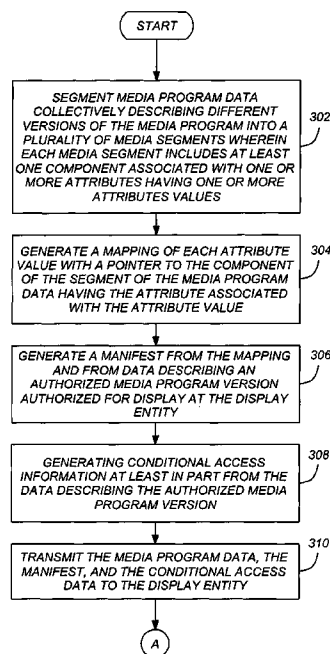 START
SEGMENT MEDIA PROGRAM DATA
COLLECTIVELY DESCRIBING DIFFERENT
VERSIONS OF THE MEDIA PROGRAM INTO A
PLURALITY OF MEDIA SEGMENTS WHEREIN
EACH MEDIA SEGMENT INCLUDES AT LEAST
ONE COMPONENT ASSOCIATED WITH ONE OR
MORE ATTRIBUTES HAVING ONE OR MORE
ATTRIBUTES VALUES
302
GENERATE A MAPPING OF EACH ATTRIBUTE
VALUE WITH A POINTER TO THE COMPONENT
OF THE SEGMENT OF THE MEDIA PROGRAM
DATA HAVING THE ATTRIBUTE ASSOCIATED
WITH THE ATTRIBUTE VALUE
304
GENERATE A MANIFEST FROM THE MAPPING
AND FROM DATA DESCRIBING AN
AUTHORIZED MEDIA PROGRAM VERSION
AUTHORIZED FOR DISPLAY AT THE DISPLAY
ENTITY
306
GENERATING CONDITIONAL ACCESS
INFORMATION AT LEAST IN PART FROM THE
DATA DESCRIBING THE AUTHORIZED MEDIA
PROGRAM VERSION
308
TRANSMIT THE MEDIA PROGRAM DATA, THE
MANIFEST, AND THE CONDITIONAL ACCESS
DATA TO THE DISPLAY ENTITY
310
A